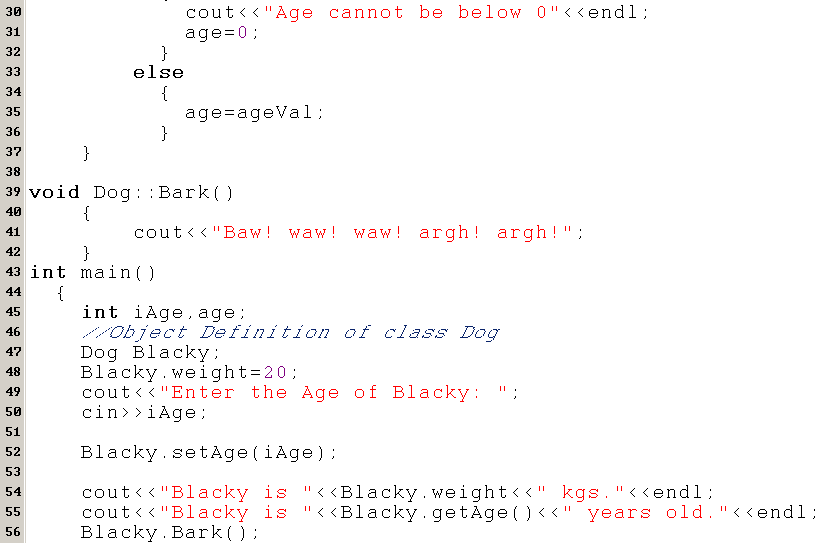 30 cout<<"Age cannot be below 0"<<endl;
31 age=0;
32 }
33 else
34 {
35 age=ageVal;
36 }
37 }
38
39 void Dog::Bark()
40 {
41 cout<<"Baw! waw! waw! argh! argh!";
42 }
43 int main()
44 {
45 int iAge,age;
46 //Object Definition of class Dog
47 Dog Blacky;
48 Blacky.weight=20;
49 cout<<"Enter the Age of Blacky: ";
50 cin>>iAge;
51
52 Blacky.setAge(iAge);
53
54 cout<<"Blacky is "<<Blacky.weight<<" kgs."<<endl;
55 cout<<"Blacky is "<<Blacky.getAge()<<" years old."<<endl;
56 Blacky.Bark();